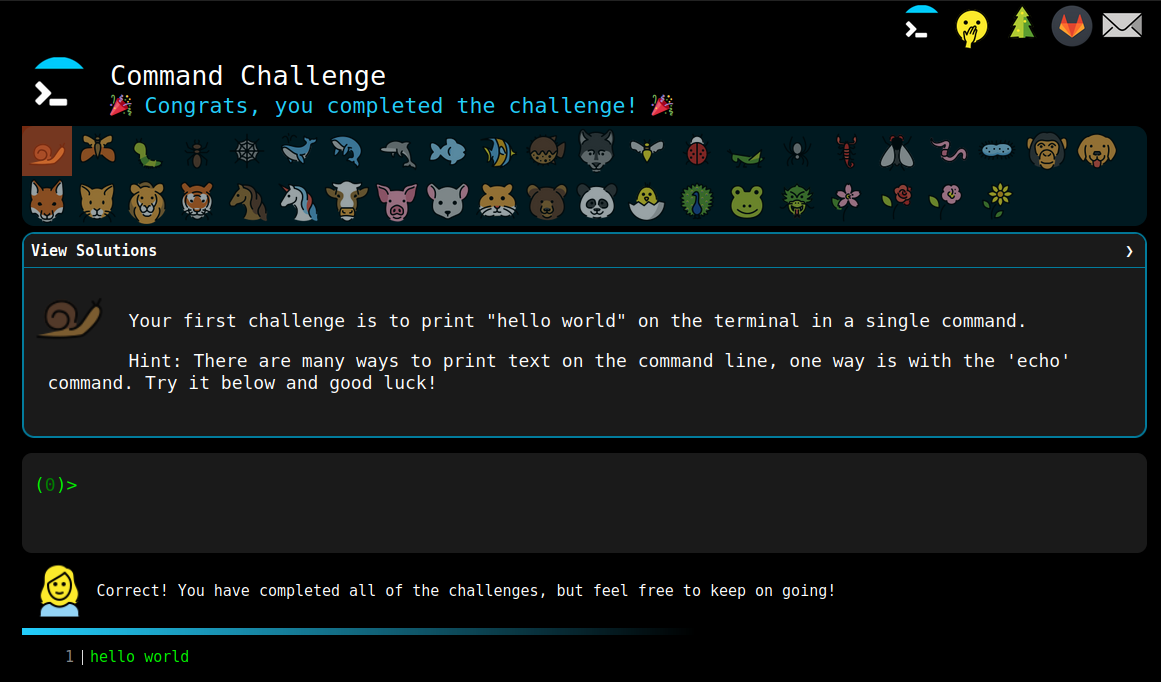 Command Challenge
🎉 Congrats, you completed the challenge! 🎉
View Solutions
❯
Your first challenge is to print "hello world" on the terminal in a single command.
Hint: There are many ways to print text on the command line, one way is with the 'echo'
command. Try it below and good luck!
(0)>
Correct! You have completed all of the challenges, but feel free to keep on going!
1|hello world